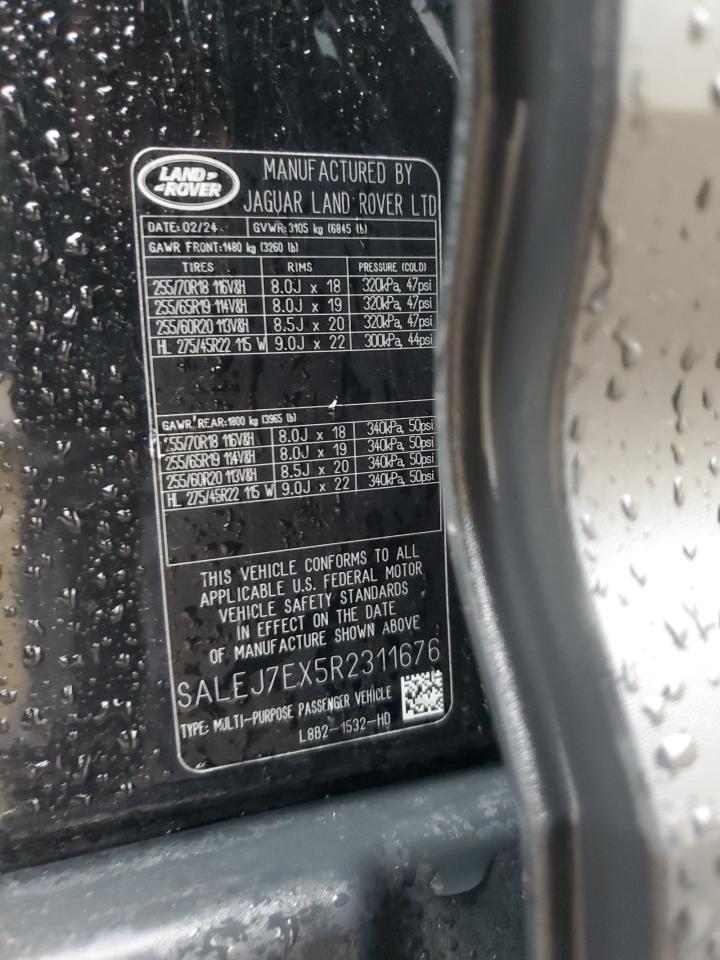 LAND ROVER
MANUFACTURED BY
JAGUAR LAND ROVER LTD
DATE: 02/24 GVWR: 3105 kg (6845 lb)
GAWR FRONT: 1480 kg (3260 lb)
TIRES RIMS PRESSURE (COLD)
255/70R18 116V&H 8.0J x 18 320kPa, 47psi
255/65R19 114V&H 8.0J x 19 320kPa, 47psi
255/60R20 113V&H 8.5J x 20 320kPa, 47psi
HL 275/45R22 115 W 9.0J x 22 300kPa, 44psi
GAWR REAR: 1800 kg (3965 lb)
255/70R18 116V&H 8.0J x 18 340kPa, 50psi
255/65R19 114V&H 8.0J x 19 340kPa, 50psi
255/60R20 113V&H 8.5J x 20 340kPa, 50psi
HL 275/45R22 115 W 9.0J x 22 340kPa, 50psi
THIS VEHICLE CONFORMS TO ALL
APPLICABLE U.S. FEDERAL MOTOR
VEHICLE SAFETY STANDARDS
IN EFFECT ON THE DATE
OF MANUFACTURE SHOWN ABOVE
SALEJ7EX5R2311676
TYPE: MULTI-PURPOSE PASSENGER VEHICLE
L8B2-1532-HD